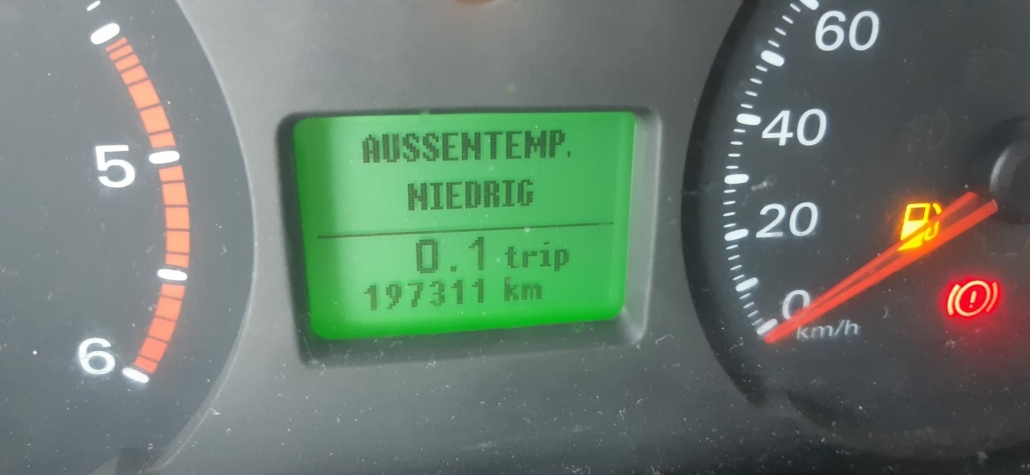 AUSSENTEMP.
NIEDRIG
0.1 trip
197311 km
5
6
60
40
20
0
km/h